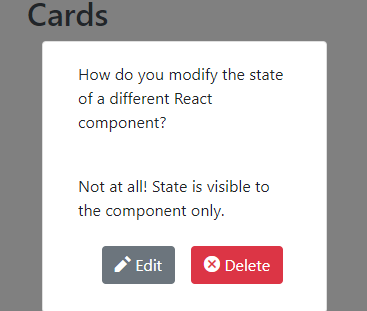 Cards
How do you modify the state
of a different React
component?
Not at all! State is visible to
the component only.
Edit
Delete